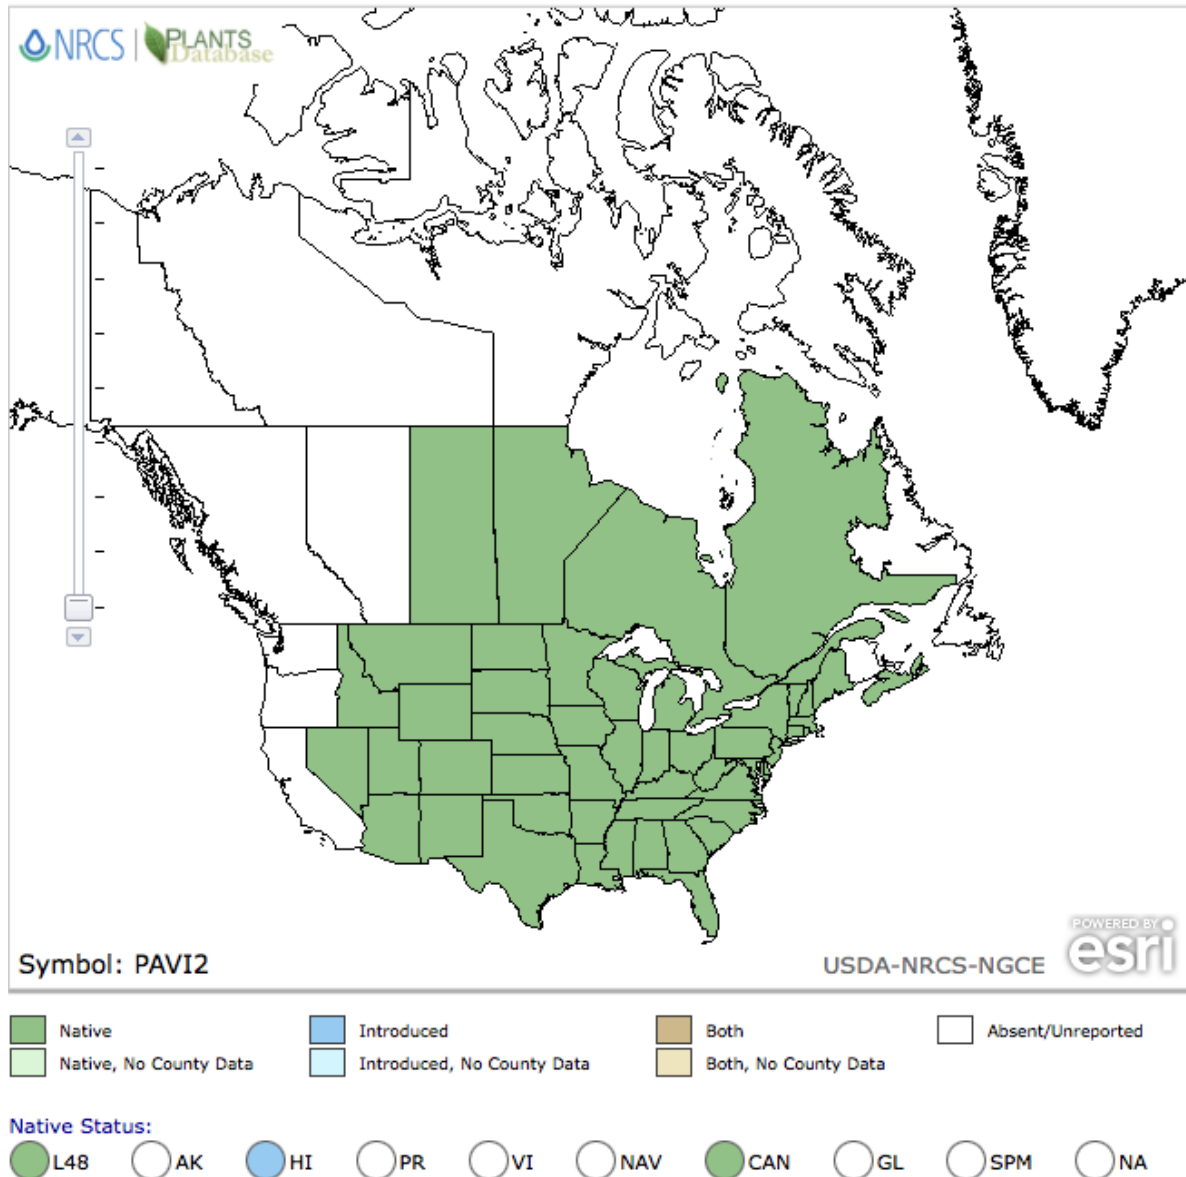 NRCS | PLANTS
Database
POWERED BY
esri
Symbol: PAVI2
USDA-NRCS-NGCE
Native
Introduced
Both
Absent/Unreported
Native, No County Data
Introduced, No County Data
Both, No County Data
Native Status:
L48 AK HI PR VI NAV CAN GL SPM NA